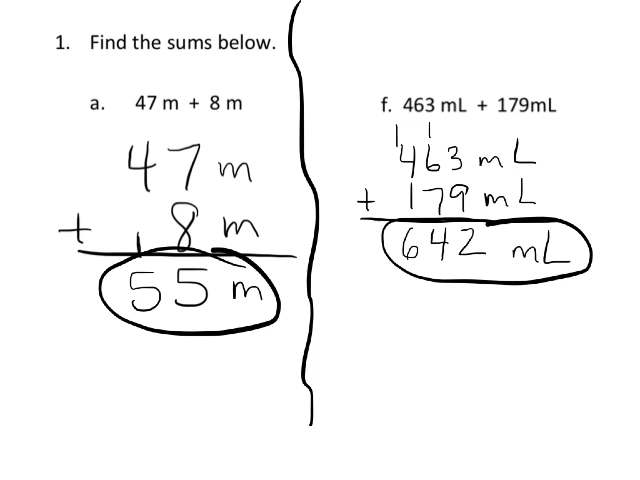 1. Find the sums below.
a. 47 m + 8 m
47 m
+ 1 8 m
55 m
f. 463 mL + 179mL
1 1
463 mL
+ 179 mL
642 mL